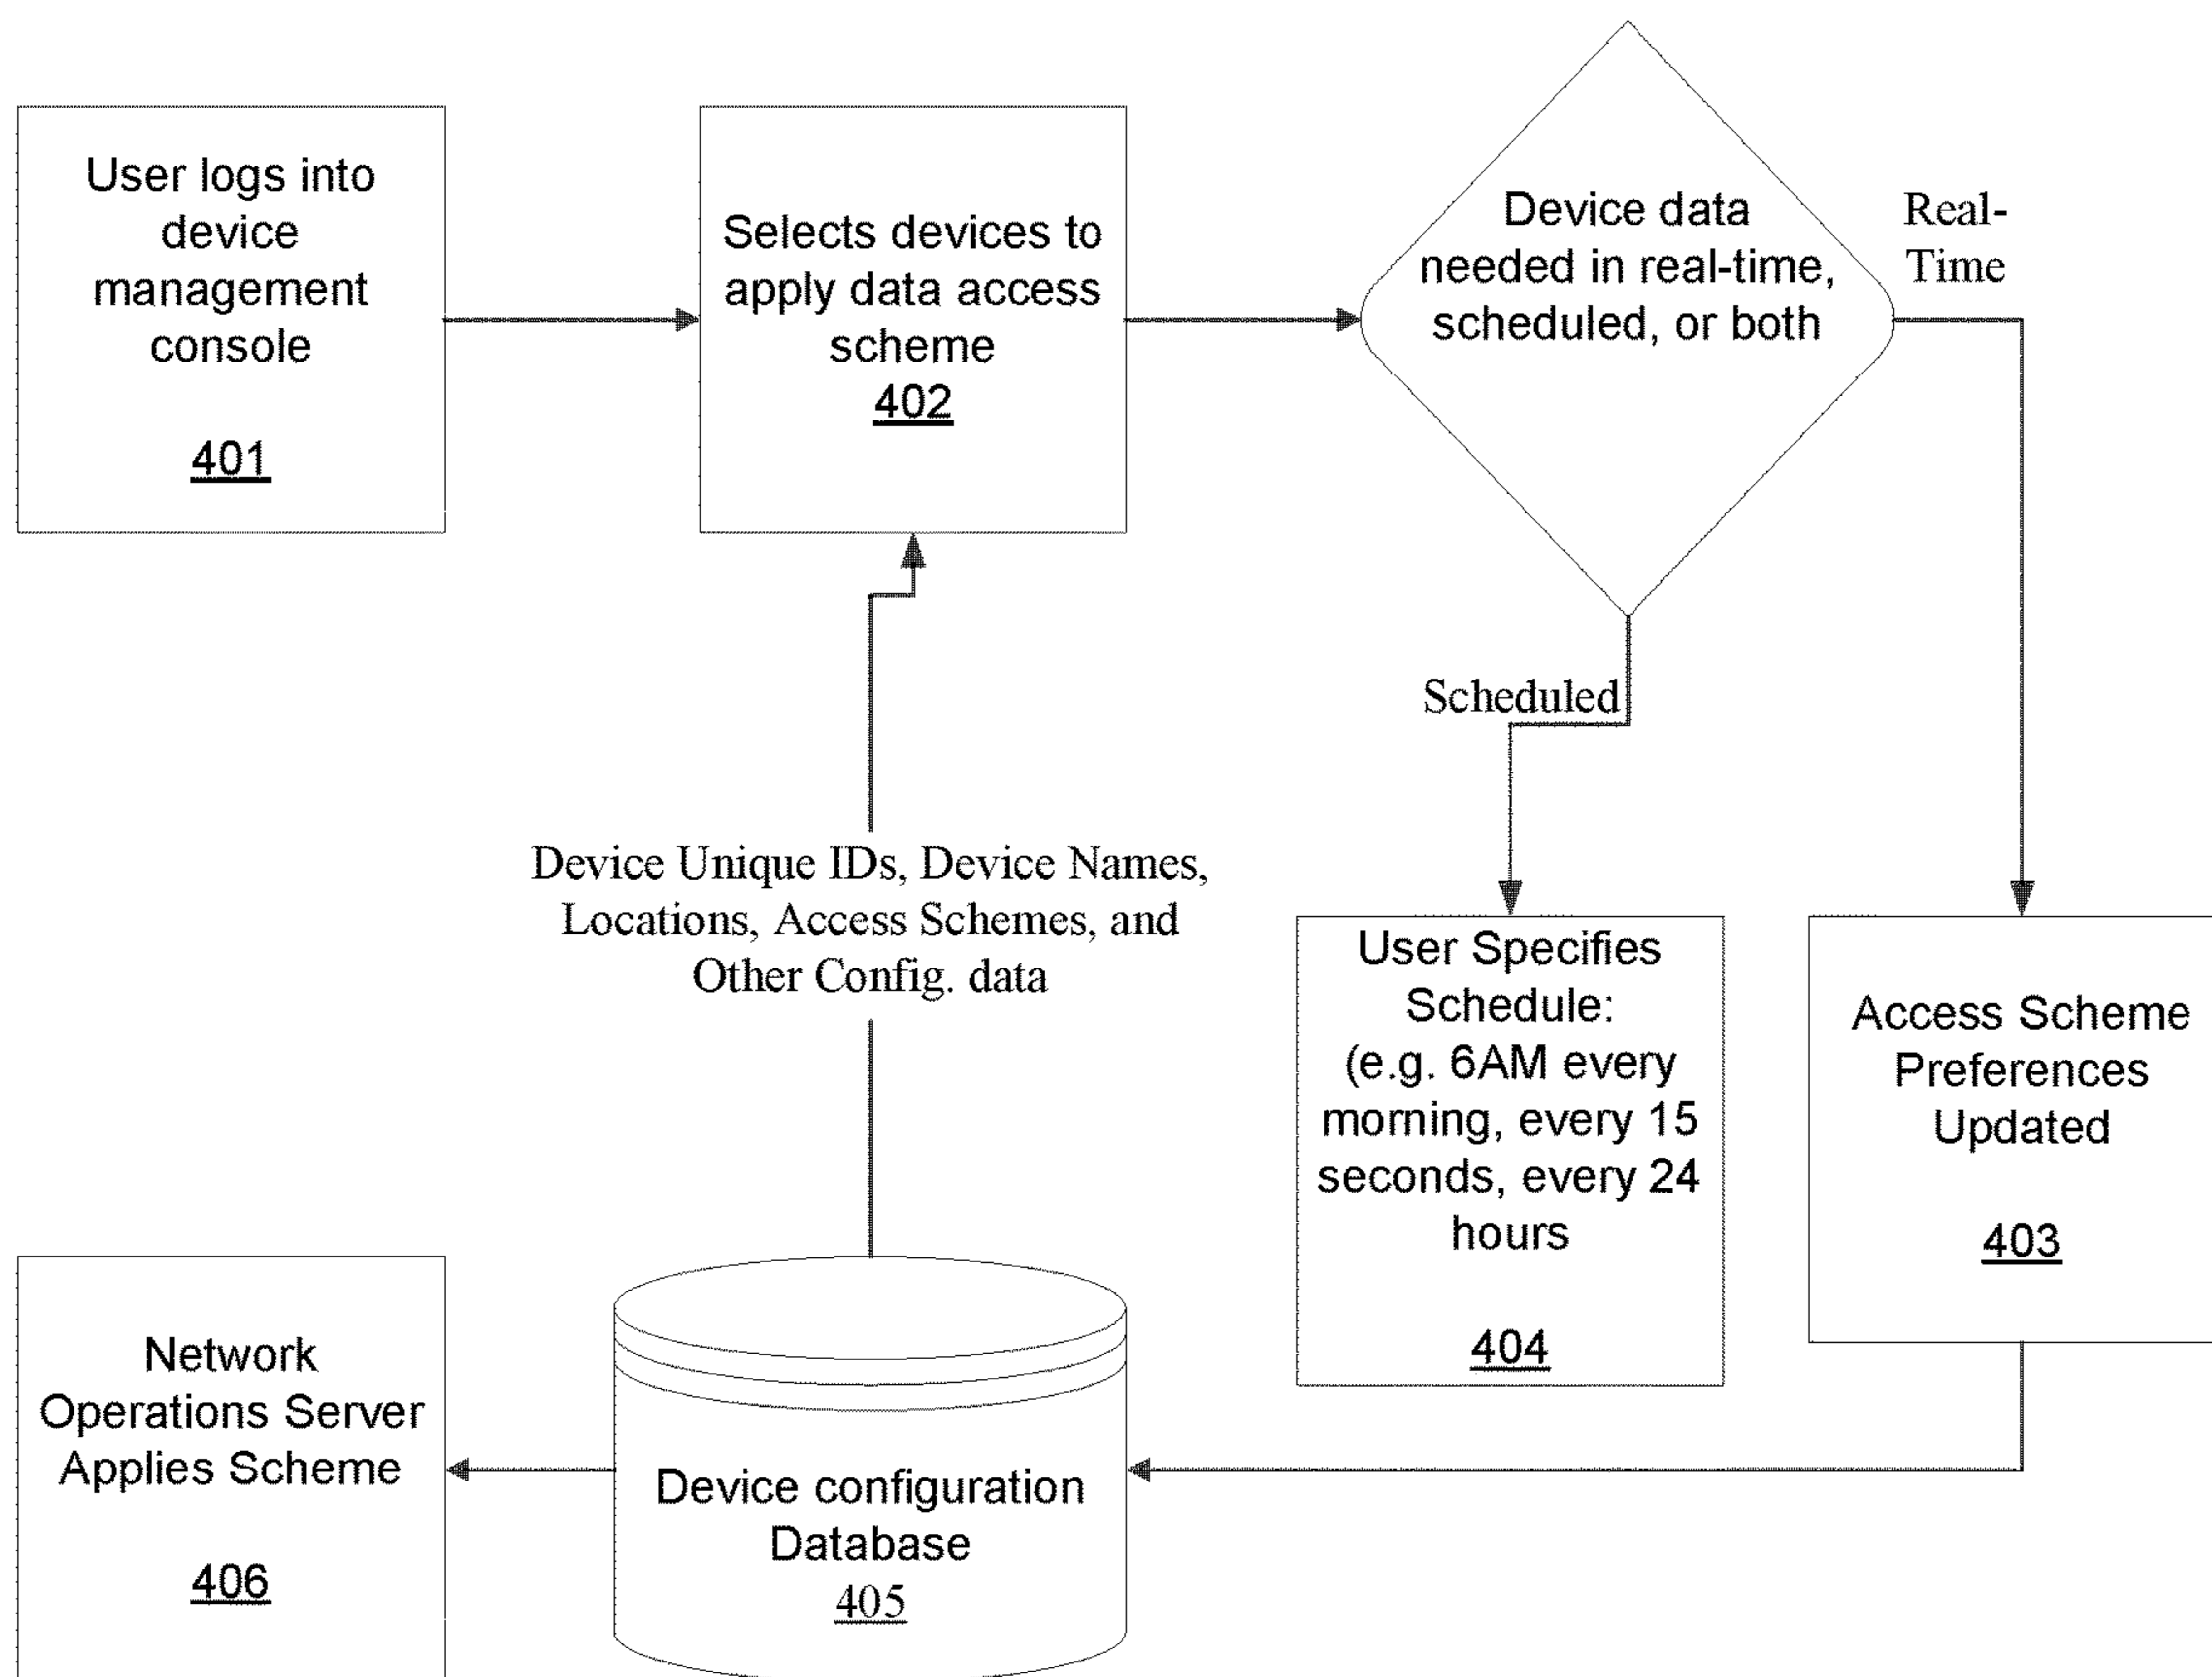 User logs into
device
management
console
401
Selects devices to
apply data access
scheme
402
Device data
needed in real-time,
scheduled, or both
Real-
Time
Scheduled
Device Unique IDs, Device Names,
Locations, Access Schemes, and
Other Config. data
User Specifies
Schedule:
(e.g. 6AM every
morning, every 15
seconds, every 24
hours
404
Access Scheme
Preferences
Updated
403
Network
Operations Server
Applies Scheme
406
Device configuration
Database
405